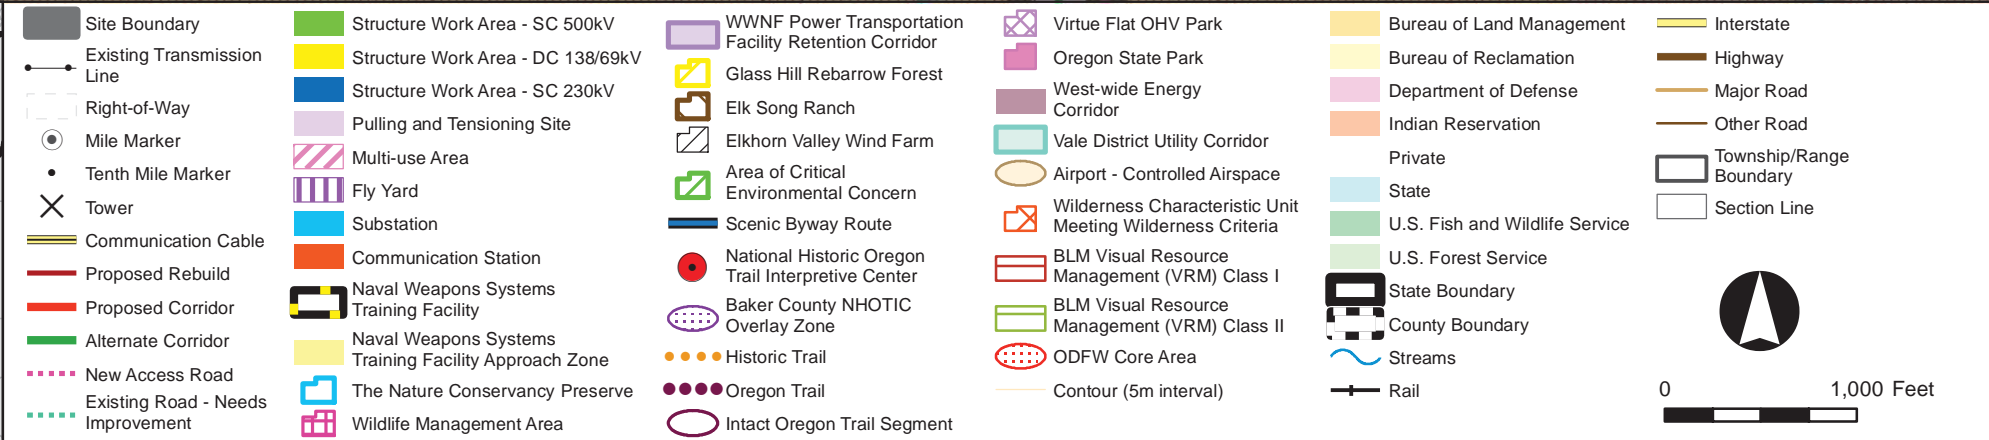 Site Boundary
Existing Transmission
Line
Right-of-Way
Mile Marker
Tenth Mile Marker
Tower
Communication Cable
Proposed Rebuild
Proposed Corridor
Alternate Corridor
New Access Road
Existing Road - Needs
Improvement
Structure Work Area - SC 500kV
Structure Work Area - DC 138/69kV
Structure Work Area - SC 230kV
Pulling and Tensioning Site
Multi-use Area
Fly Yard
Substation
Communication Station
Naval Weapons Systems
Training Facility
Naval Weapons Systems
Training Facility Approach Zone
The Nature Conservancy Preserve
Wildlife Management Area
WWNF Power Transportation
Facility Retention Corridor
Glass Hill Rebarrow Forest
Elk Song Ranch
Elkhorn Valley Wind Farm
Area of Critical
Environmental Concern
Scenic Byway Route
National Historic Oregon
Trail Interpretive Center
Baker County NHOTIC
Overlay Zone
Historic Trail
Oregon Trail
Intact Oregon Trail Segment
Virtue Flat OHV Park
Oregon State Park
West-wide Energy
Corridor
Vale District Utility Corridor
Airport - Controlled Airspace
Wilderness Characteristic Unit
Meeting Wilderness Criteria
BLM Visual Resource
Management (VRM) Class I
BLM Visual Resource
Management (VRM) Class II
ODFW Core Area
Contour (5m interval)
Bureau of Land Management
Bureau of Reclamation
Department of Defense
Indian Reservation
Private
State
U.S. Fish and Wildlife Service
U.S. Forest Service
State Boundary
County Boundary
Streams
Rail
Interstate
Highway
Major Road
Other Road
Township/Range
Boundary
Section Line
0 1,000 Feet